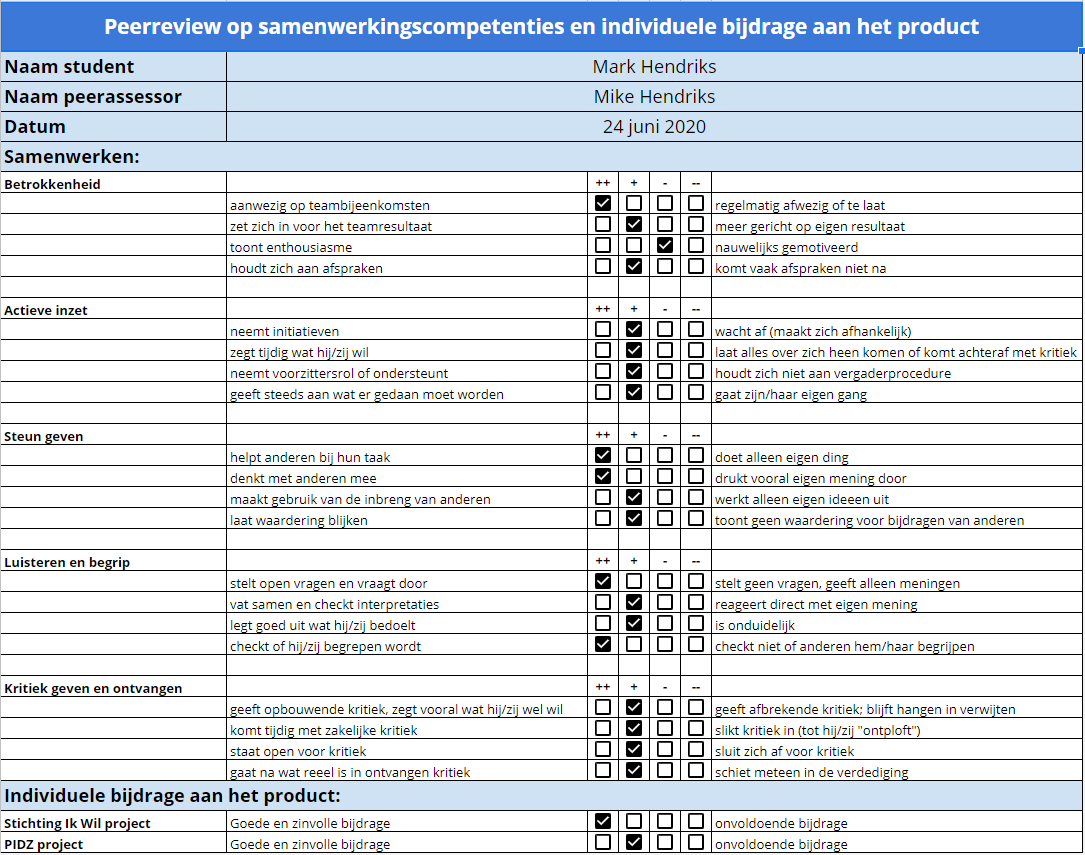 Peerreview op samenwerkingscompetenties en individuele bijdrage aan het product
Naam student Mark Hendriks
Naam peerassessor Mike Hendriks
Datum 24 juni 2020
Samenwerken:
Betrokkenheid ++ + - --
aanwezig op teambijeenkomsten regelmatig afwezig of te laat
zet zich in voor het teamresultaat meer gericht op eigen resultaat
toont enthousiasme nauwelijks gemotiveerd
houdt zich aan afspraken komt vaak afspraken niet na
Actieve inzet ++ + - --
neemt initiatieven wacht af (maakt zich afhankelijk)
zegt tijdig wat hij/zij wil laat alles over zich heen komen of komt achteraf met kritiek
neemt voorzittersrol of ondersteunt houdt zich niet aan vergaderprocedure
geeft steeds aan wat er gedaan moet worden gaat zijn/haar eigen gang
Steun geven ++ + - --
helpt anderen bij hun taak doet alleen eigen ding
denkt met anderen mee drukt vooral eigen mening door
maakt gebruik van de inbreng van anderen werkt alleen eigen ideeen uit
laat waardering blijken toont geen waardering voor bijdragen van anderen
Luisteren en begrip ++ + - --
stelt open vragen en vraagt door stelt geen vragen, geeft alleen meningen
vat samen en checkt interpretaties reageert direct met eigen mening
legt goed uit wat hij/zij bedoelt is onduidelijk
checkt of hij/zij begrepen wordt checkt niet of anderen hem/haar begrijpen
Kritiek geven en ontvangen ++ + - --
geeft opbouwende kritiek, zegt vooral wat hij/zij wel wil geeft afbrekende kritiek; blijft hangen in verwijten
komt tijdig met zakelijke kritiek slikt kritiek in (tot hij/zij "ontploft")
staat open voor kritiek sluit zich af voor kritiek
gaat na wat reeel is in ontvangen kritiek schiet meteen in de verdediging
Individuele bijdrage aan het product:
Stichting Ik Wil project Goede en zinvolle bijdrage onvoldoende bijdrage
PIDZ project Goede en zinvolle bijdrage onvoldoende bijdrage